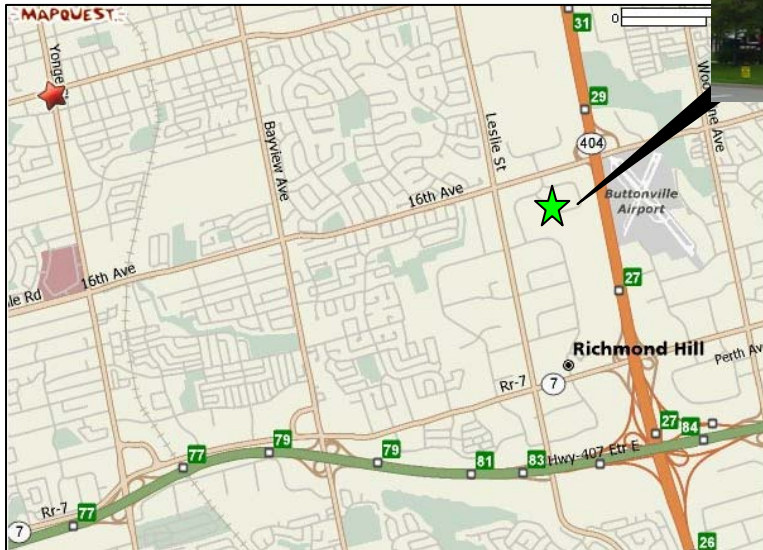 MAPQUEST
0
31
Yonge
29
Woodbine Ave
404
Leslie St
Bayview Ave
16th Ave
Buttonville
Airport
16th Ave
le Rd
27
Richmond Hill
Perth Av
Rr-7
7
27
84
79
79
Hwy-407 Etr E
77
81
83
Rr-7
7
77
26